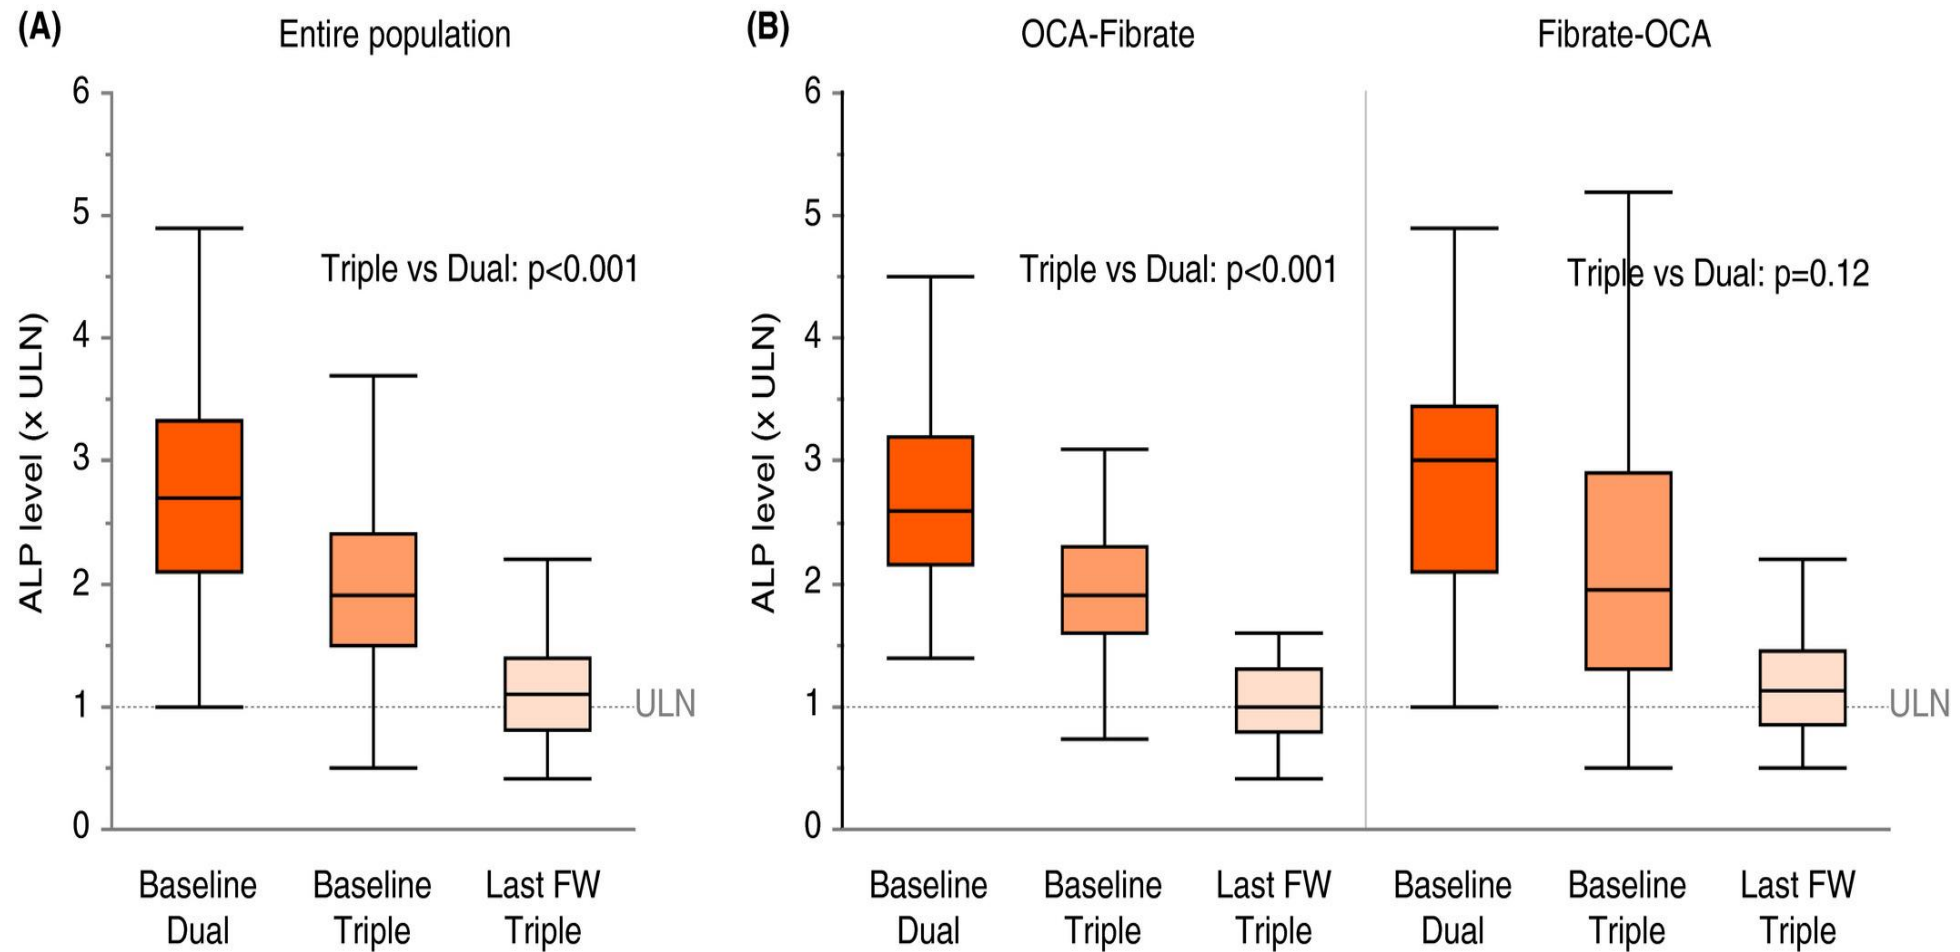 (A)
Entire population
ALP level (x ULN)
6
5
4
3
2
1
0
Triple vs Dual: p<0.001
ULN
Baseline
Dual
Baseline
Triple
Last FW
Triple
(B)
OCA-Fibrate
Fibrate-OCA
ALP level (x ULN)
6
5
4
3
2
1
0
Triple vs Dual: p<0.001
Triple vs Dual: p=0.12
ULN
Baseline
Dual
Baseline
Triple
Last FW
Triple
Baseline
Dual
Baseline
Triple
Last FW
Triple